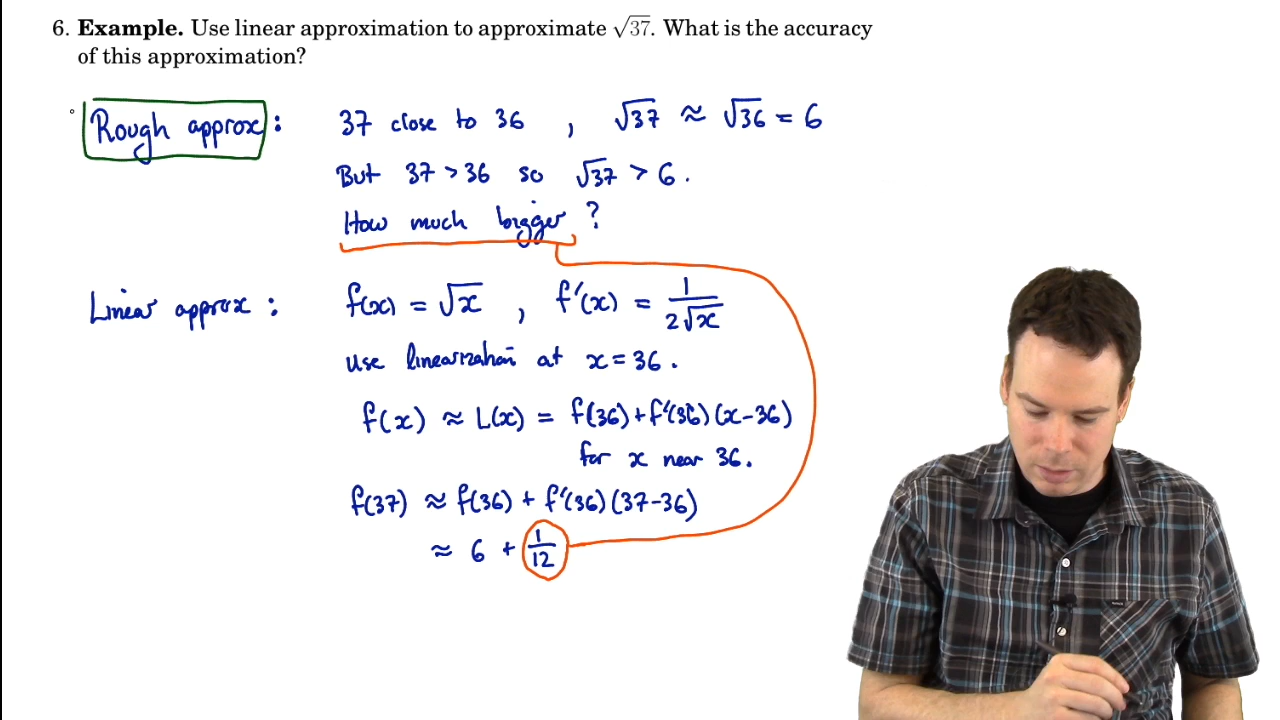 6. Example. Use linear approximation to approximate √37. What is the accuracy
of this approximation?
Rough approx : 37 close to 36 , √37 ≈ √36 = 6
But 37 > 36 so √37 > 6.
How much bigger ?
Linear approx : f(x) = √x , f'(x) = 1/(2√x)
use linearization at x = 36.
f(x) ≈ L(x) = f(36) + f'(36) (x-36)
for x near 36.
f(37) ≈ f(36) + f'(36) (37-36)
≈ 6 + 1/12